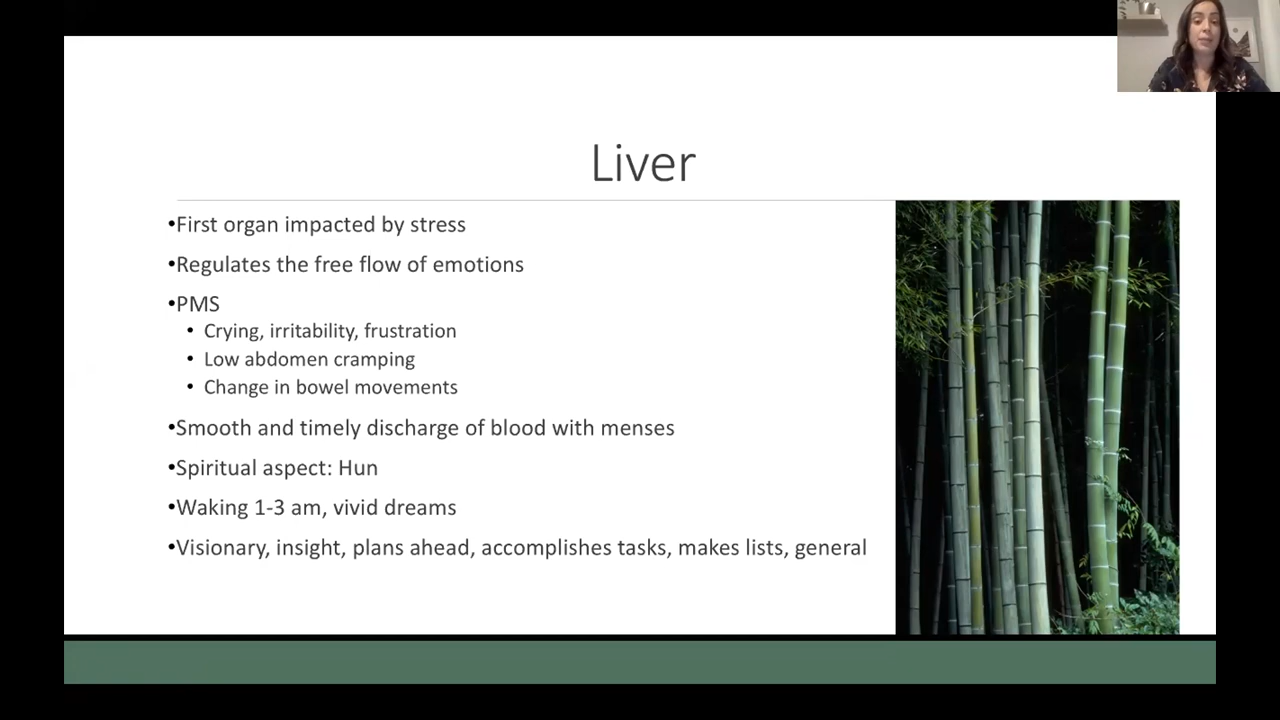 Liver
•First organ impacted by stress
•Regulates the free flow of emotions
•PMS
• Crying, irritability, frustration
• Low abdomen cramping
• Change in bowel movements
•Smooth and timely discharge of blood with menses
•Spiritual aspect: Hun
•Waking 1-3 am, vivid dreams
•Visionary, insight, plans ahead, accomplishes tasks, makes lists, general